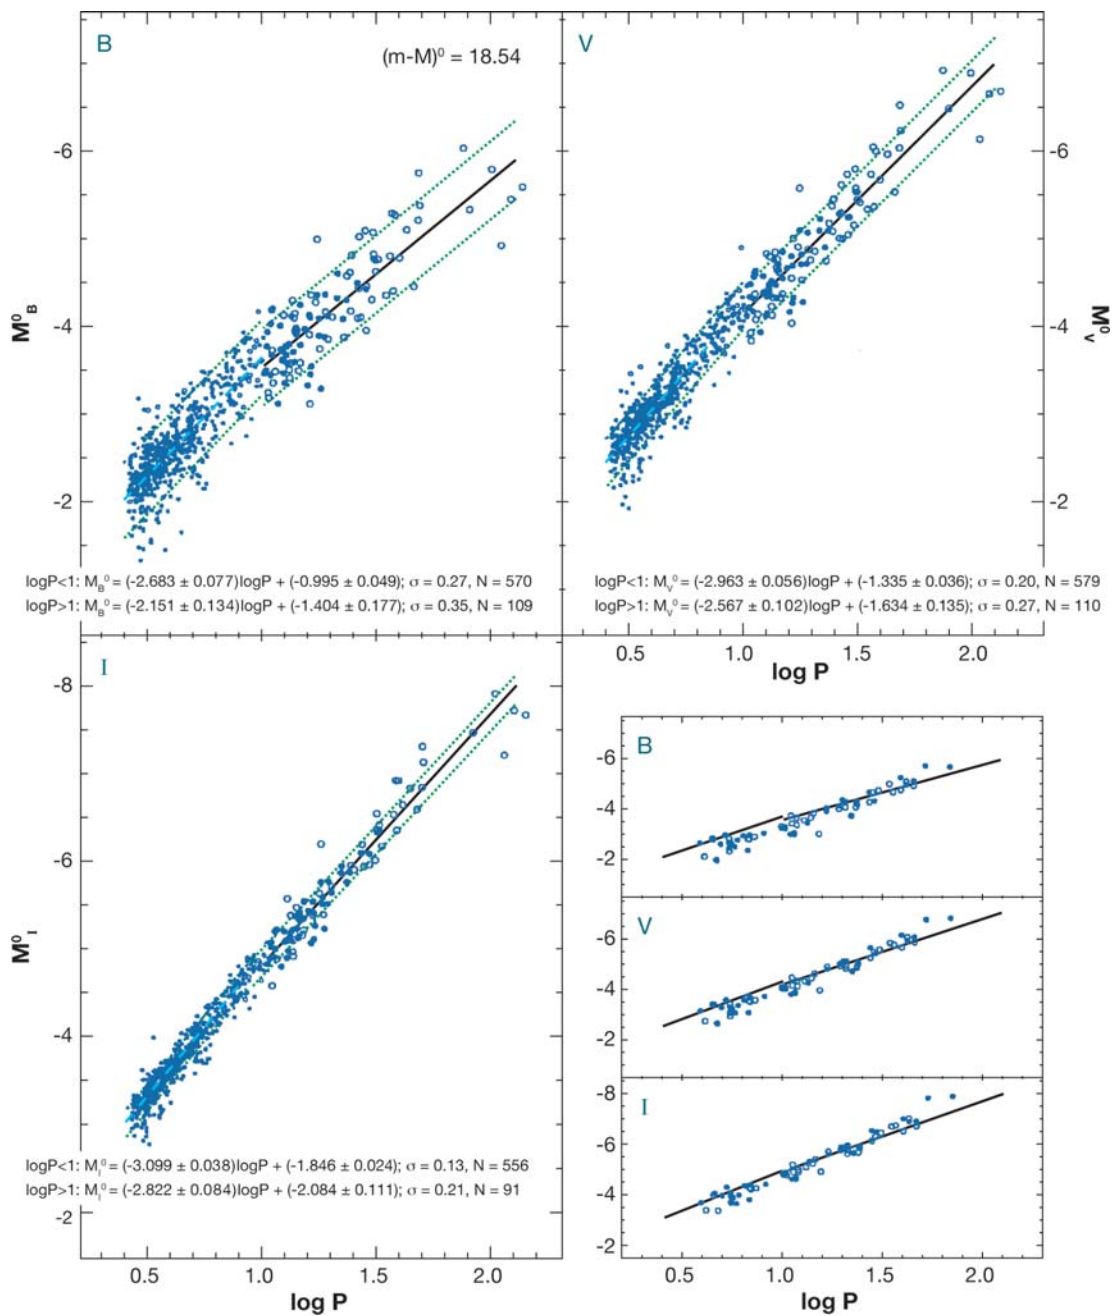 B
(m-M)⁰ = 18.54
V
-6
-4
-2
M⁰B
-6
-4
-2
M⁰V
logP<1: MB⁰ = (-2.683 ± 0.077)logP + (-0.995 ± 0.049); σ = 0.27, N = 570
logP>1: MB⁰ = (-2.151 ± 0.134)logP + (-1.404 ± 0.177); σ = 0.35, N = 109
logP<1: MV⁰ = (-2.963 ± 0.056)logP + (-1.335 ± 0.036); σ = 0.20, N = 579
logP>1: MV⁰ = (-2.567 ± 0.102)logP + (-1.634 ± 0.135); σ = 0.27, N = 110
0.5 1.0 1.5 2.0
log P
I
-8
-6
-4
-2
M⁰I
logP<1: MI⁰ = (-3.099 ± 0.038)logP + (-1.846 ± 0.024); σ = 0.13, N = 556
logP>1: MI⁰ = (-2.822 ± 0.084)logP + (-2.084 ± 0.111); σ = 0.21, N = 91
0.5 1.0 1.5 2.0
log P
B
-6
-4
-2
V
-6
-4
-2
I
-8
-6
-4
-2
0.5 1.0 1.5 2.0
log P